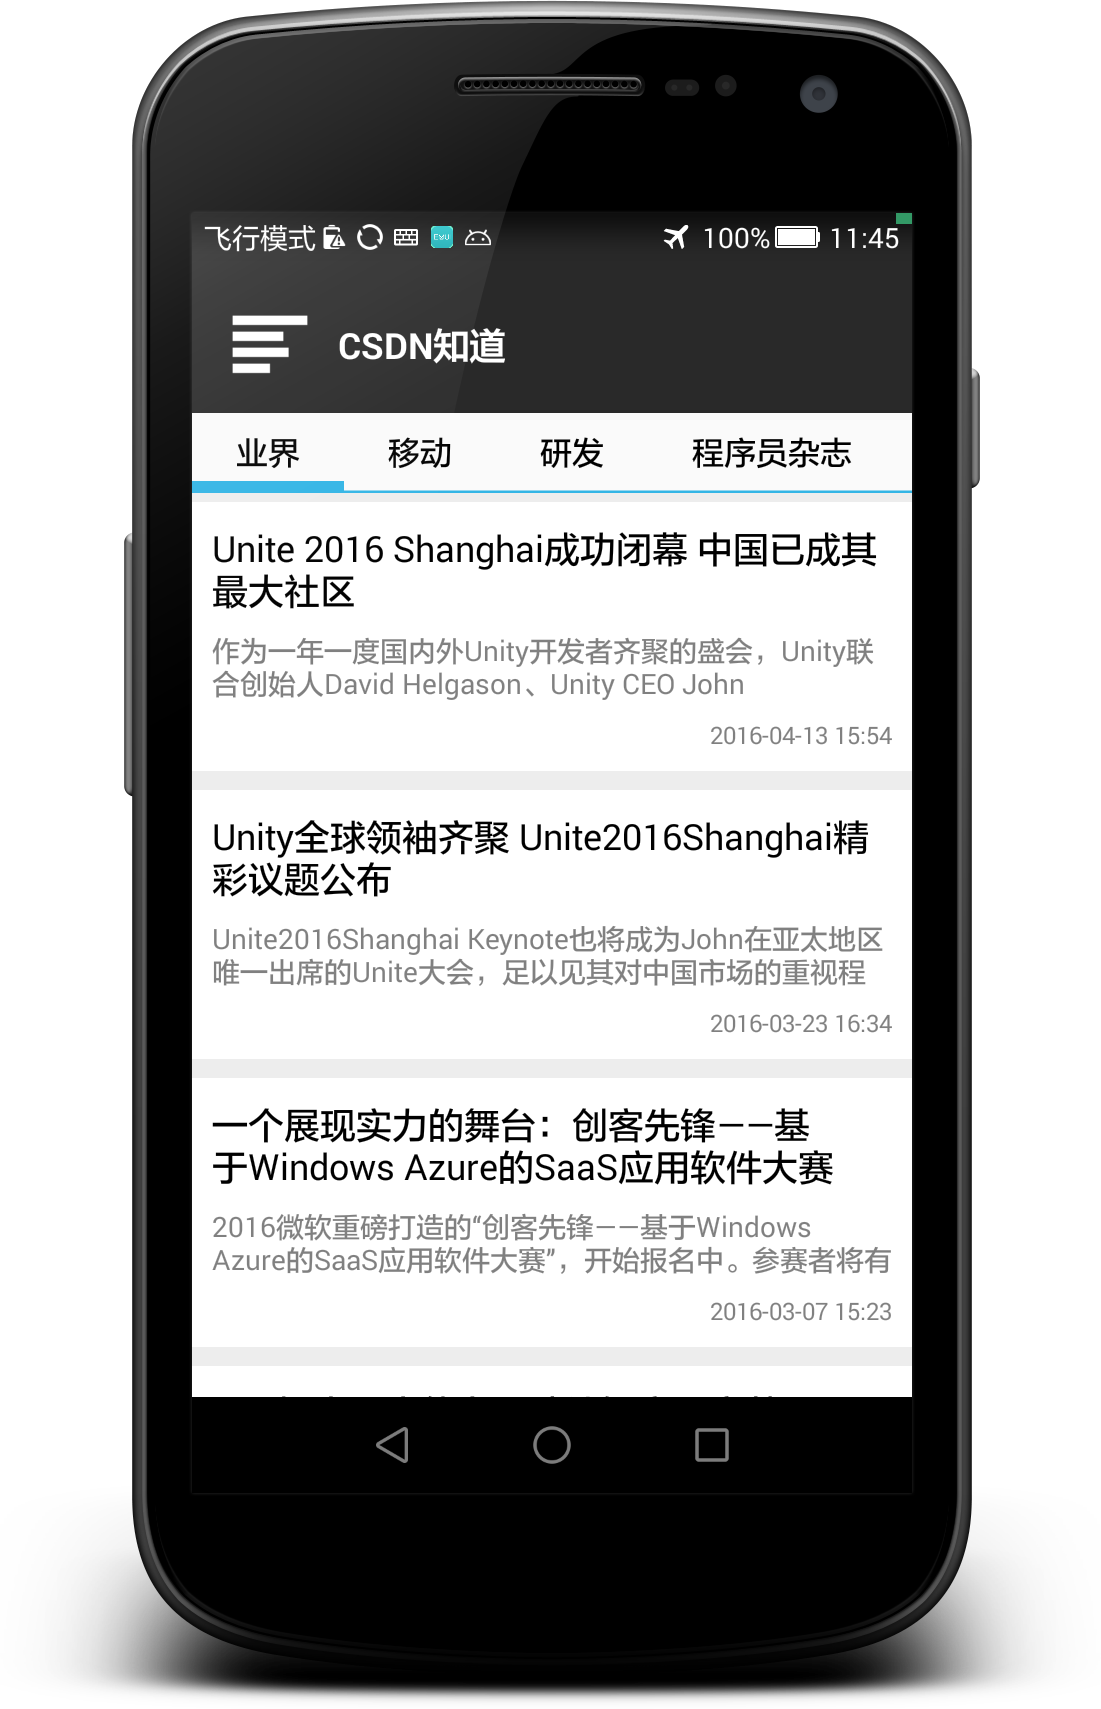 飞行模式 100% 11:45
CSDN知道
业界 移动 研发 程序员杂志
Unite 2016 Shanghai成功闭幕 中国已成其
最大社区
作为一年一度国内外Unity开发者齐聚的盛会，Unity联
合创始人David Helgason、Unity CEO John
2016-04-13 15:54
Unity全球领袖齐聚 Unite2016Shanghai精
彩议题公布
Unite2016Shanghai Keynote也将成为John在亚太地区
唯一出席的Unite大会，足以见其对中国市场的重视程
2016-03-23 16:34
一个展现实力的舞台：创客先锋——基
于Windows Azure的SaaS应用软件大赛
2016微软重磅打造的“创客先锋——基于Windows
Azure的SaaS应用软件大赛”，开始报名中。参赛者将有
2016-03-07 15:23